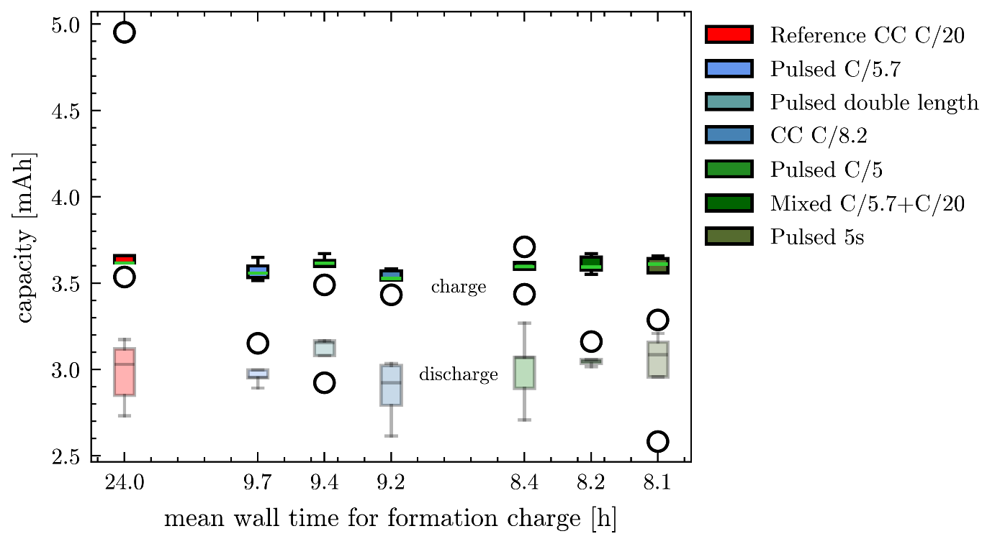 5.0
4.5
4.0
3.5
3.0
2.5
capacity [mAh]
charge
discharge
24.0 9.7 9.4 9.2 8.4 8.2 8.1
mean wall time for formation charge [h]
Reference CC C/20
Pulsed C/5.7
Pulsed double length
CC C/8.2
Pulsed C/5
Mixed C/5.7+C/20
Pulsed 5s